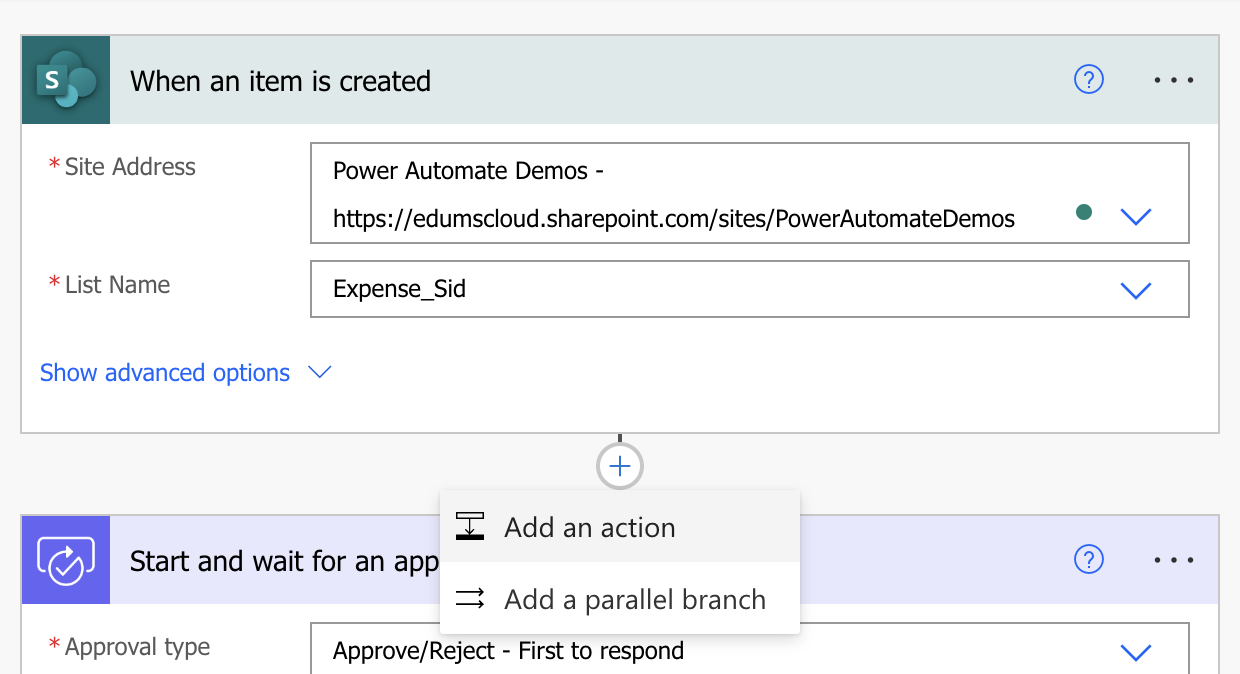 S
When an item is created
?
* Site Address
Power Automate Demos -
https://edumscloud.sharepoint.com/sites/PowerAutomateDemos
* List Name
Expense_Sid
Show advanced options
Add an action
Start and wait for an app
?
Add a parallel branch
* Approval type
Approve/Reject - First to respond